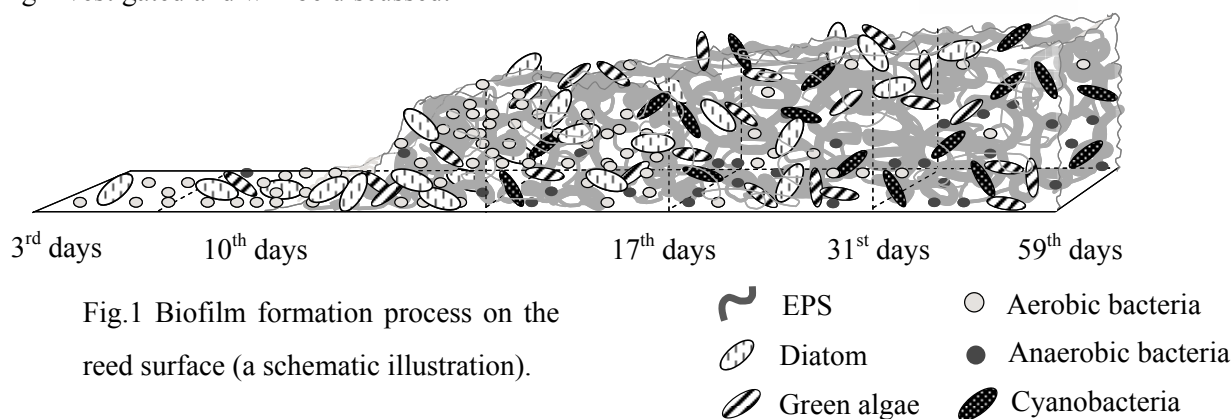 3rd days 10th days 17th days 31st days 59th days
Fig.1 Biofilm formation process on the
reed surface (a schematic illustration).
EPS Aerobic bacteria
Diatom Anaerobic bacteria
Green algae Cyanobacteria